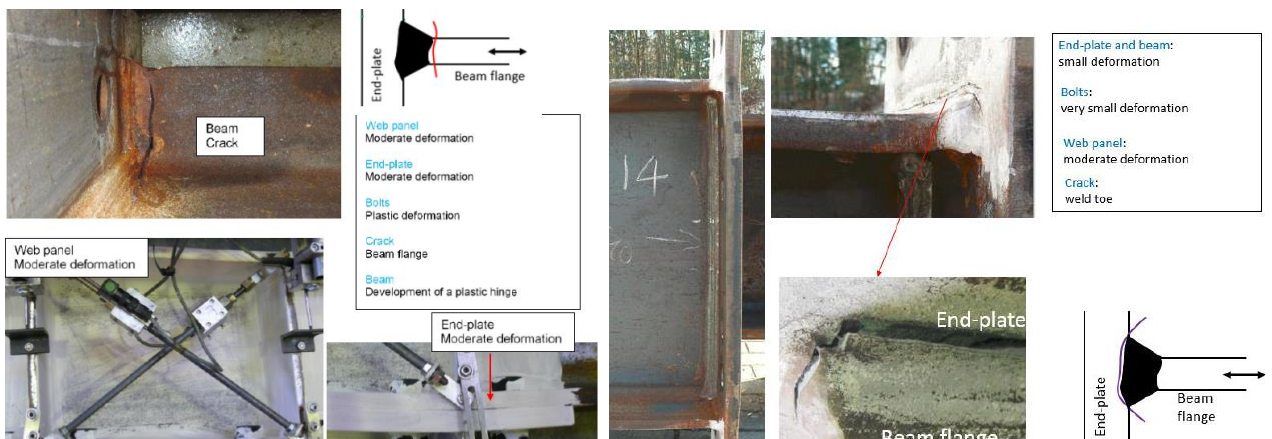 Beam
Crack
End-plate
Beam flange
Web panel
Moderate deformation
End-plate
Moderate deformation
Bolts
Plastic deformation
Crack
Beam flange
Beam
Development of a plastic hinge
Web panel
Moderate deformation
End-plate
Moderate deformation
14
End-plate and beam:
small deformation
Bolts:
very small deformation
Web panel:
moderate deformation
Crack:
weld toe
End-plate
Beam flange
End-plate
Beam
flange